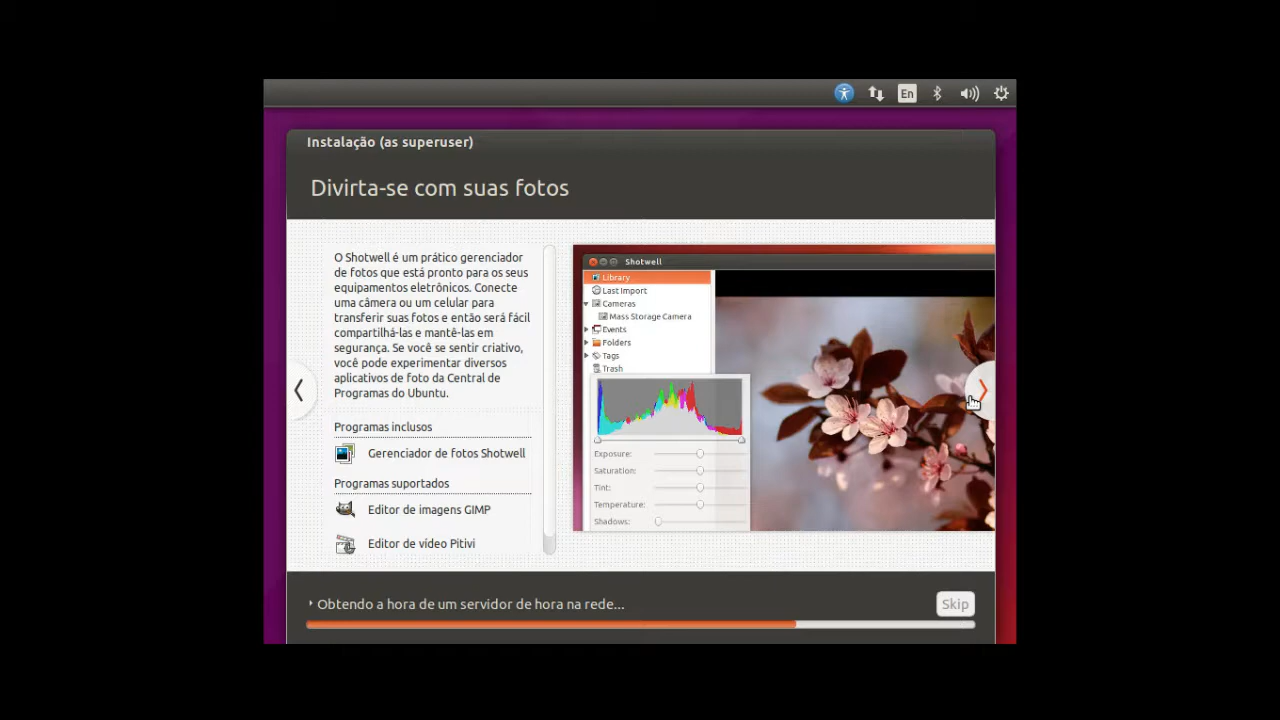 En
Instalação (as superuser)
Divirta-se com suas fotos
O Shotwell é um prático gerenciador
de fotos que está pronto para os seus
equipamentos eletrônicos. Conecte
uma câmera ou um celular para
transferir suas fotos e então será fácil
compartilhá-las e mantê-las em
segurança. Se você se sentir criativo,
você pode experimentar diversos
aplicativos de foto da Central de
Programas do Ubuntu.
Programas inclusos
Gerenciador de fotos Shotwell
Programas suportados
Editor de imagens GIMP
Editor de vídeo Pitivi
Shotwell
Library
Last Import
Cameras
Mass Storage Camera
Events
Folders
Tags
Trash
Exposure:
Saturation:
Tint:
Temperature:
Shadows:
Obtendo a hora de um servidor de hora na rede...
Skip